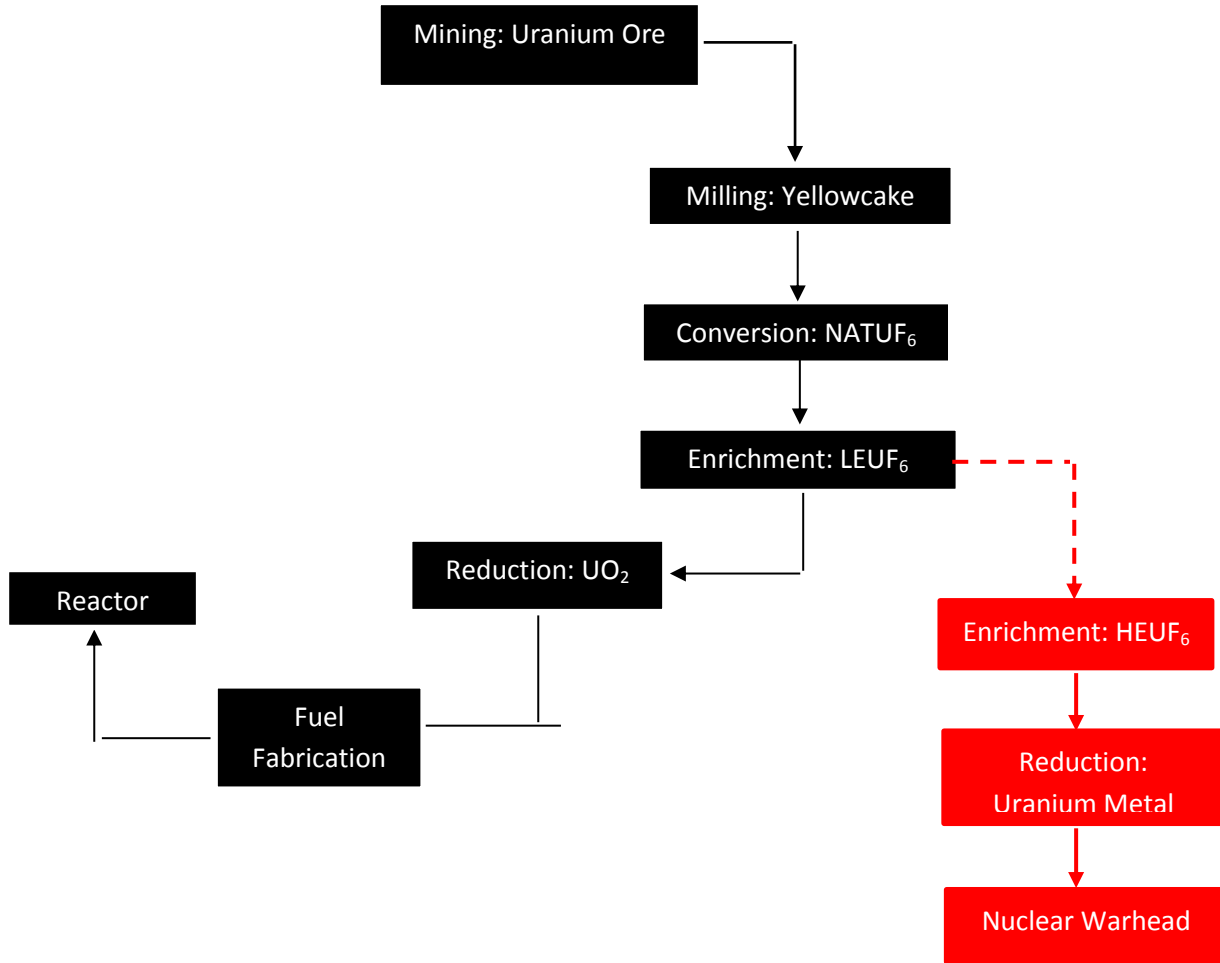 Mining: Uranium Ore
Milling: Yellowcake
Conversion: NATUF₆
Enrichment: LEUF₆
Reduction: UO₂
Reactor
Enrichment: HEUF₆
Fuel
Fabrication
Reduction:
Uranium Metal
Nuclear Warhead